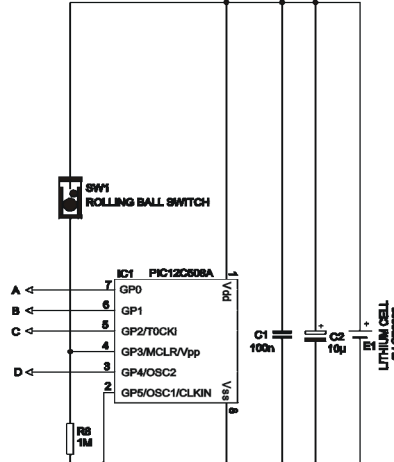 SW1
ROLLING BALL SWITCH
IC1 PIC12C508A
1
Vdd
A 7 GP0
B 6 GP1
C 5 GP2/T0CKI
4 GP3/MCLR/Vpp
D 3 GP4/OSC2
2 GP5/OSC1/CLKIN
Vss
8
C1
100n
+
C2
10µ
+
E1
LITHIUM CELL
R8
1M